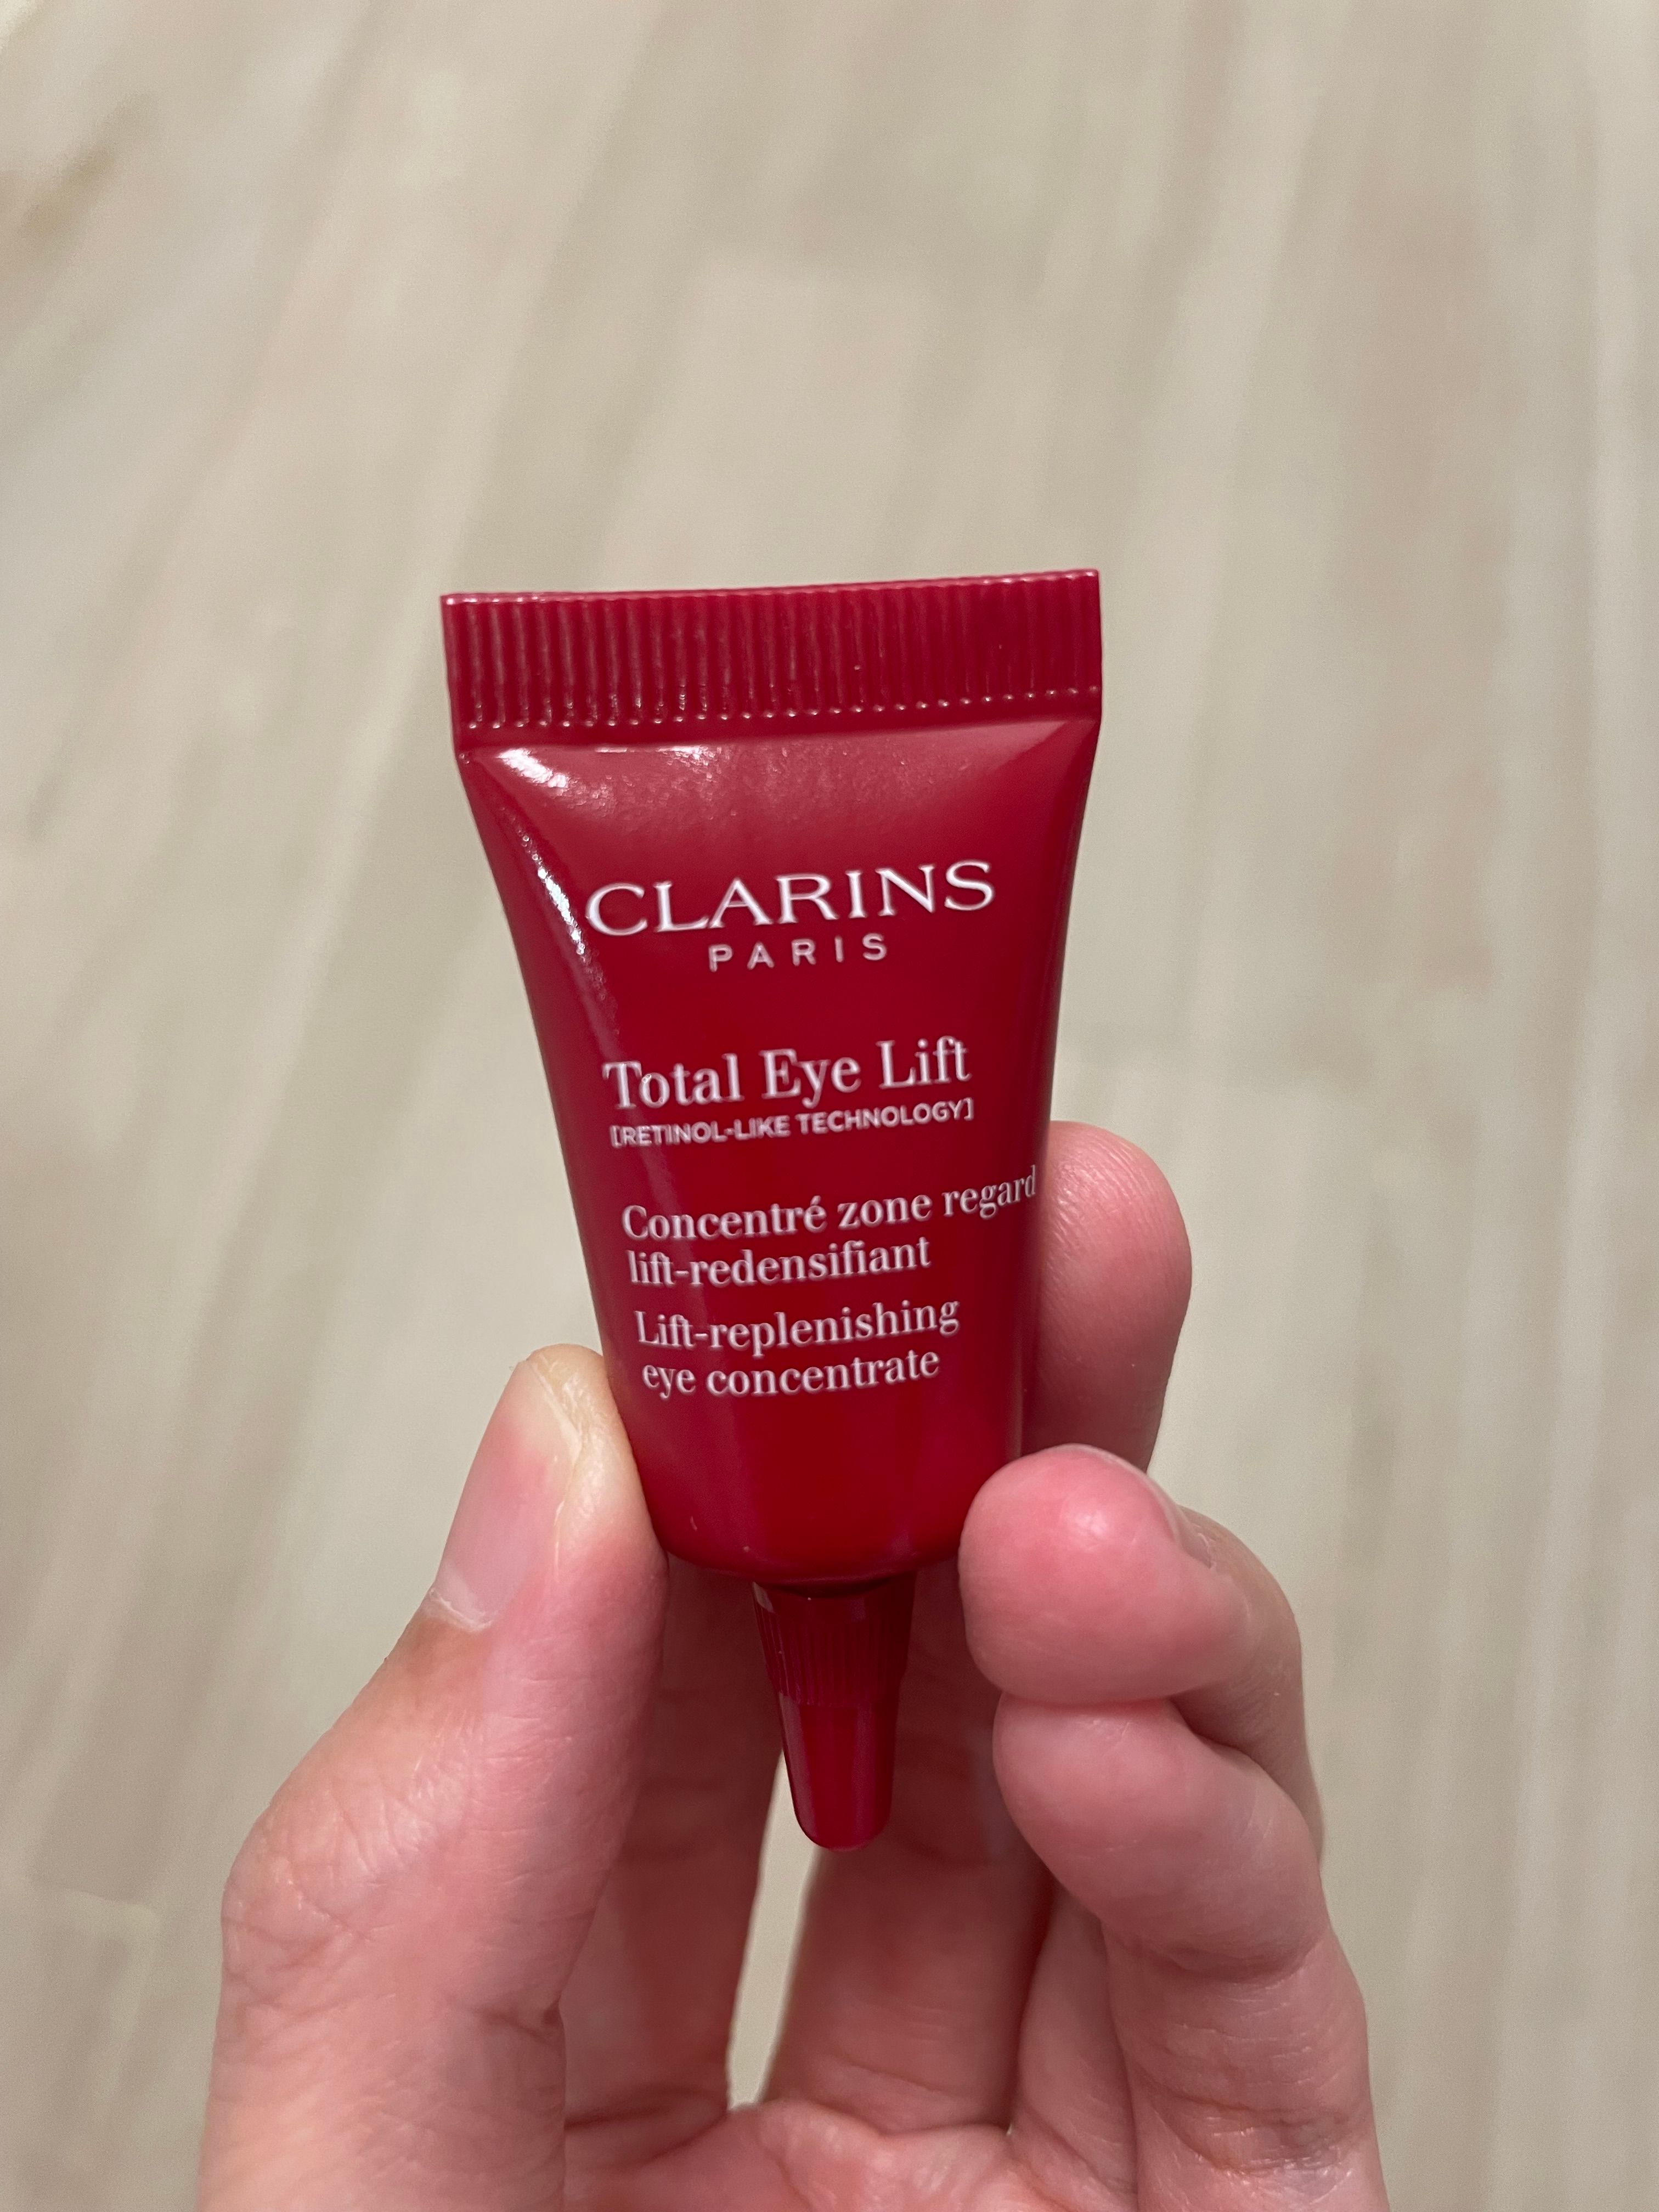 CLARINS
PARIS
Total Eye Lift
[RETINOL-LIKE TECHNOLOGY]
Concentré zone regard
lift-redensifiant
Lift-replenishing
eye concentrate